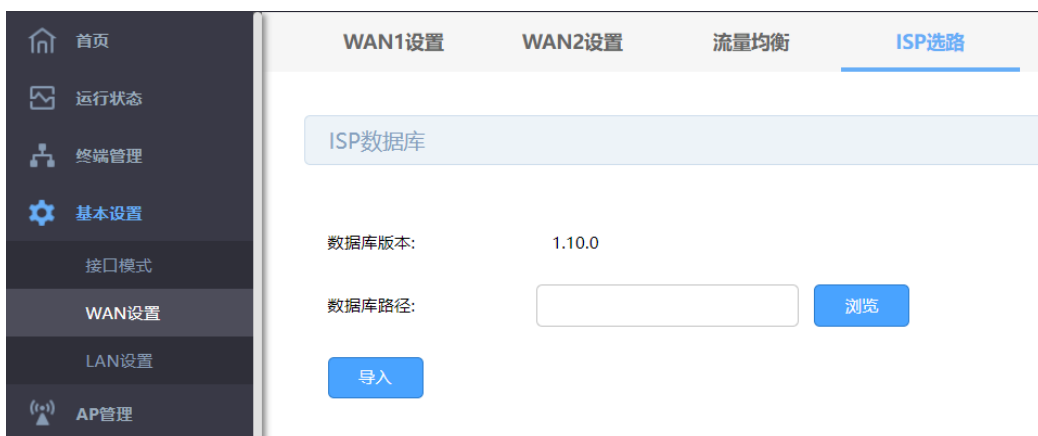 首页
运行状态
终端管理
基本设置
接口模式
WAN设置
LAN设置
AP管理
WAN1设置 WAN2设置 流量均衡 ISP选路
ISP数据库
数据库版本: 1.10.0
数据库路径: 浏览
导入